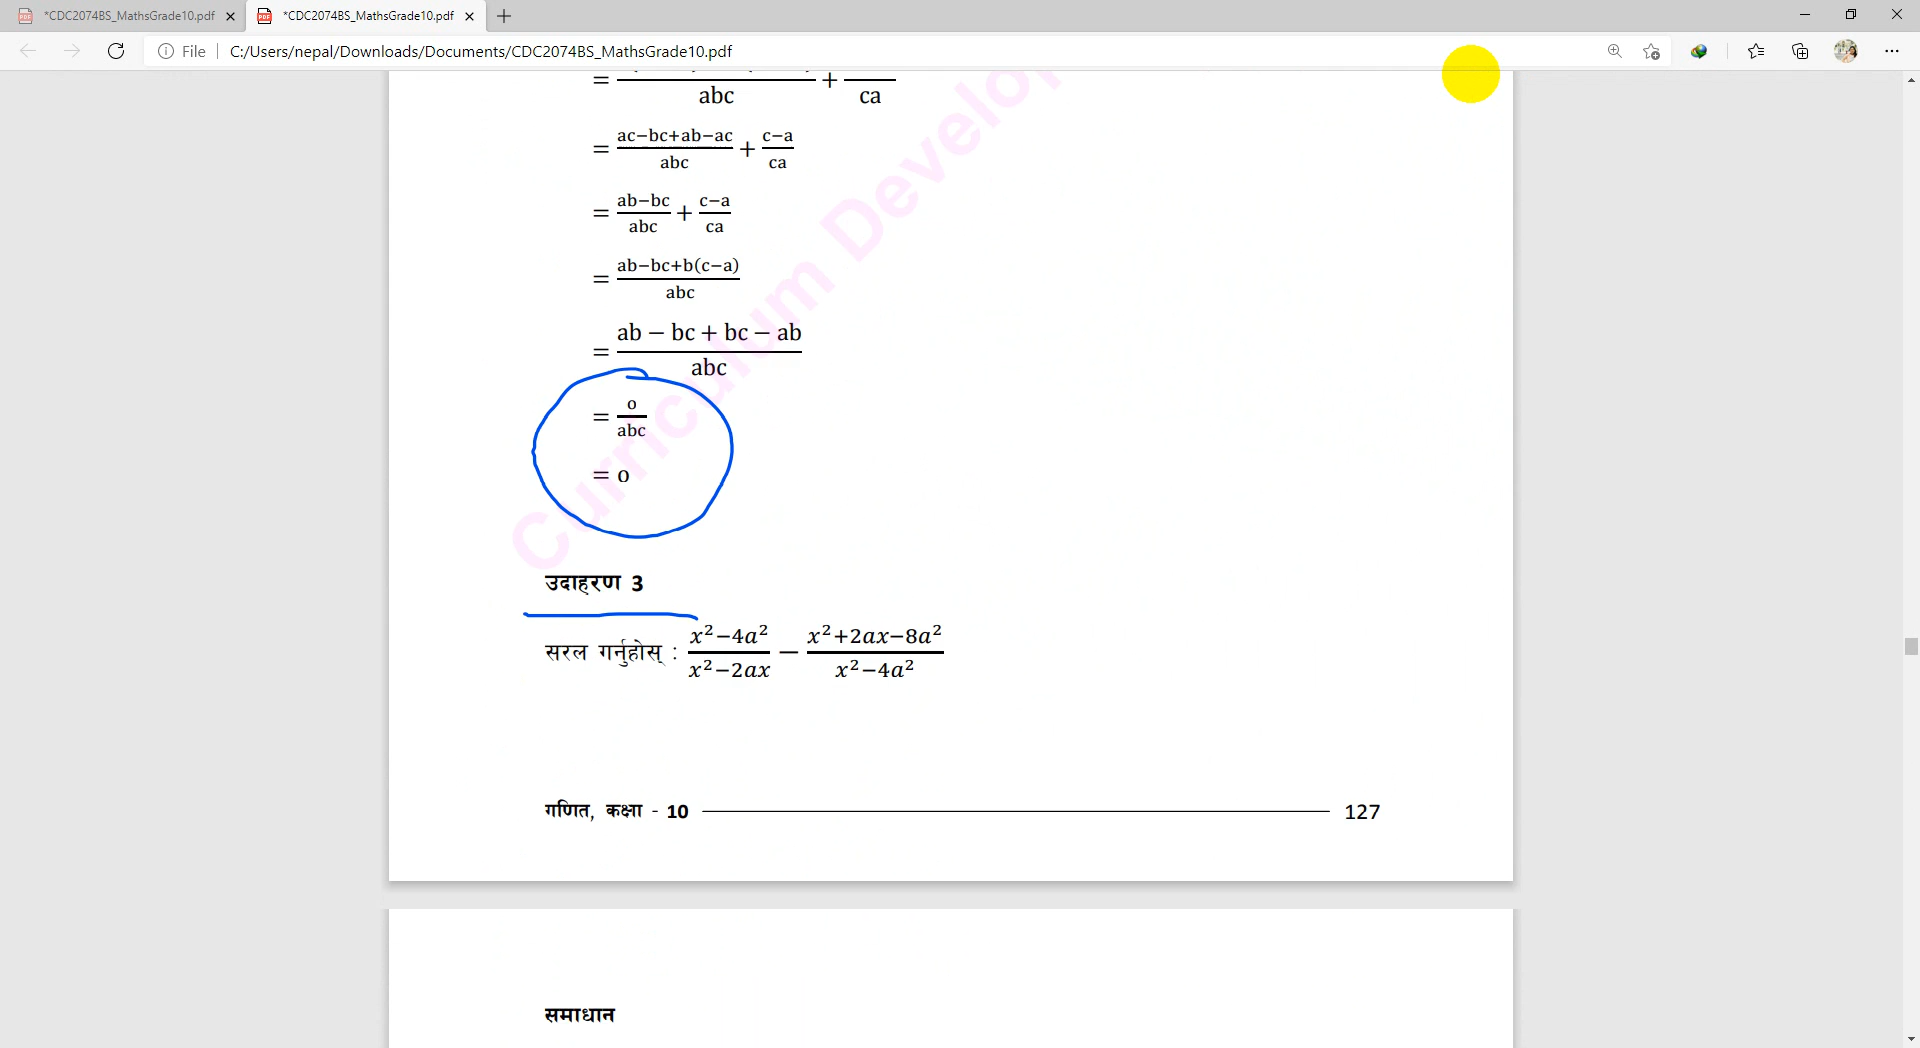 *CDC2074BS_MathsGrade10.pdf
*CDC2074BS_MathsGrade10.pdf
File
C:/Users/nepal/Downloads/Documents/CDC2074BS_MathsGrade10.pdf
= ──/abc + ──/ca
= (ac−bc+ab−ac)/abc + (c−a)/ca
= (ab−bc)/abc + (c−a)/ca
= (ab−bc+b(c−a))/abc
= (ab − bc + bc − ab)/abc
= o/abc
= o
Curriculum Develop
उदाहरण 3
सरल गर्नुहोस् : (x²−4a²)/(x²−2ax) − (x²+2ax−8a²)/(x²−4a²)
गणित, कक्षा - 10
127
समाधान